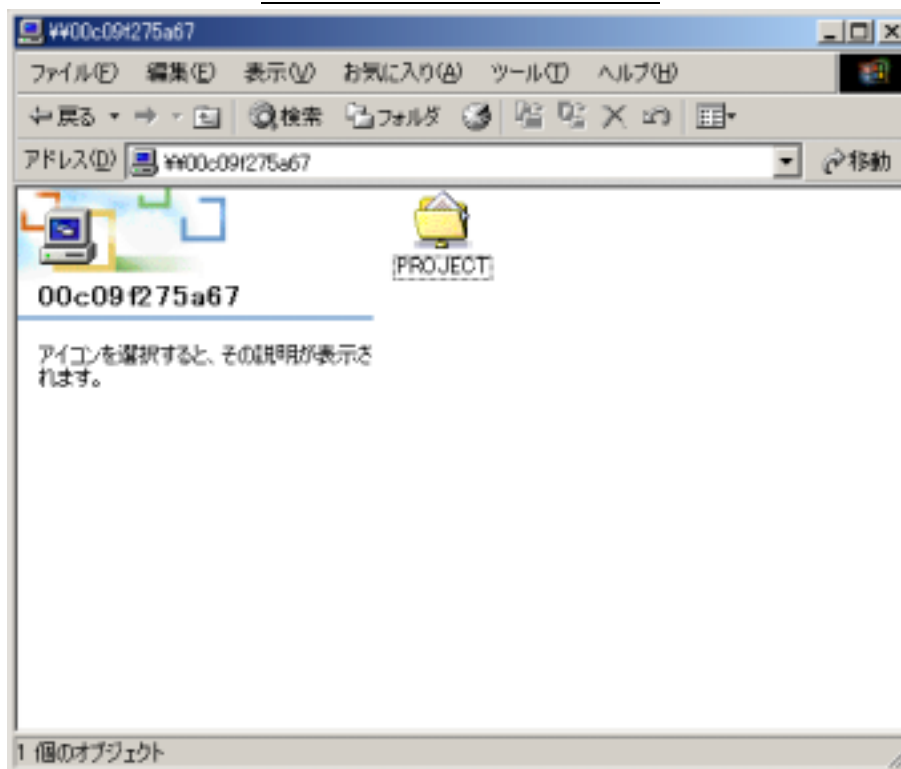 ¥¥00c09f275a67
ファイル(F) 編集(E) 表示(V) お気に入り(A) ツール(T) ヘルプ(H)
戻る 検索 フォルダ
アドレス(D) ¥¥00c09f275a67 移動
PROJECT
00c09f275a67
アイコンを選択すると、その説明が表示さ
れます。
1 個のオブジェクト